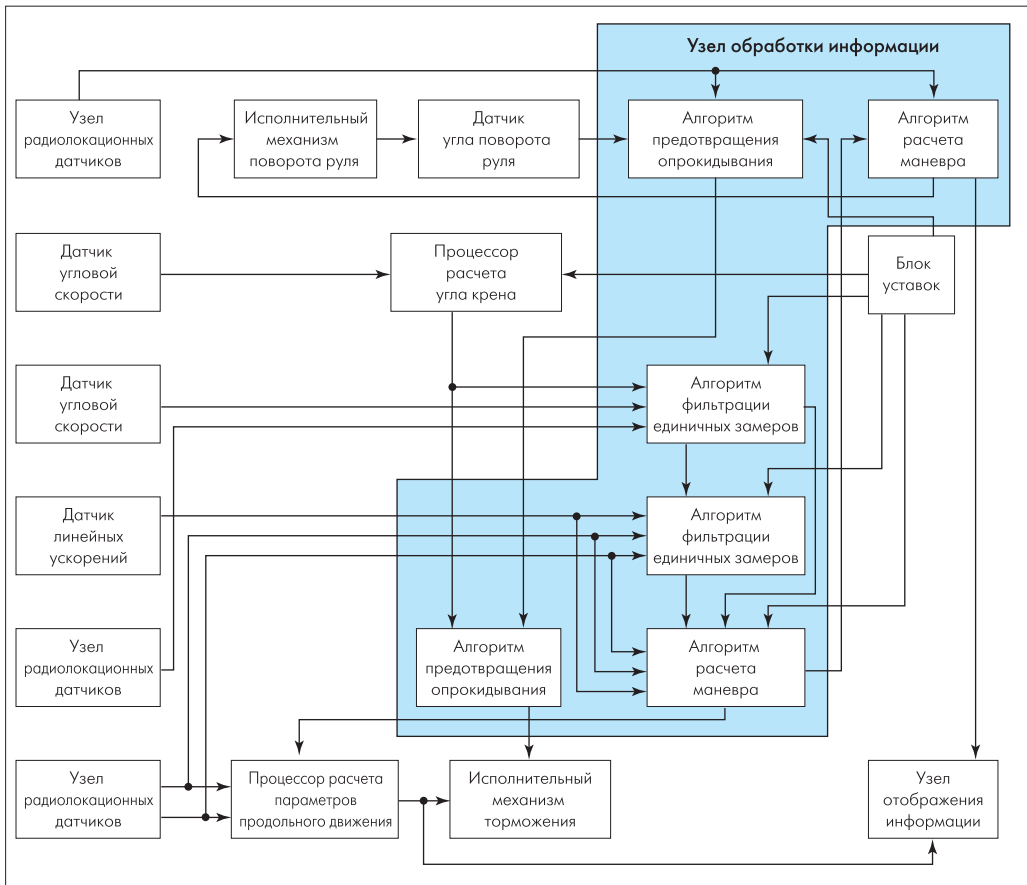 Узел обработки информации
Узел
радиолокационных
датчиков
Исполнительный
механизм
поворота руля
Датчик
угла поворота
руля
Алгоритм
предотвращения
опрокидывания
Алгоритм
расчета
маневра
Датчик
угловой
скорости
Процессор
расчета
угла крена
Блок
уставок
Датчик
угловой
скорости
Алгоритм
фильтрации
единичных замеров
Датчик
линейных
ускорений
Алгоритм
фильтрации
единичных замеров
Узел
радиолокационных
датчиков
Алгоритм
предотвращения
опрокидывания
Алгоритм
расчета
маневра
Узел
радиолокационных
датчиков
Процессор расчета
параметров
продольного движения
Исполнительный
механизм
торможения
Узел
отображения
информации